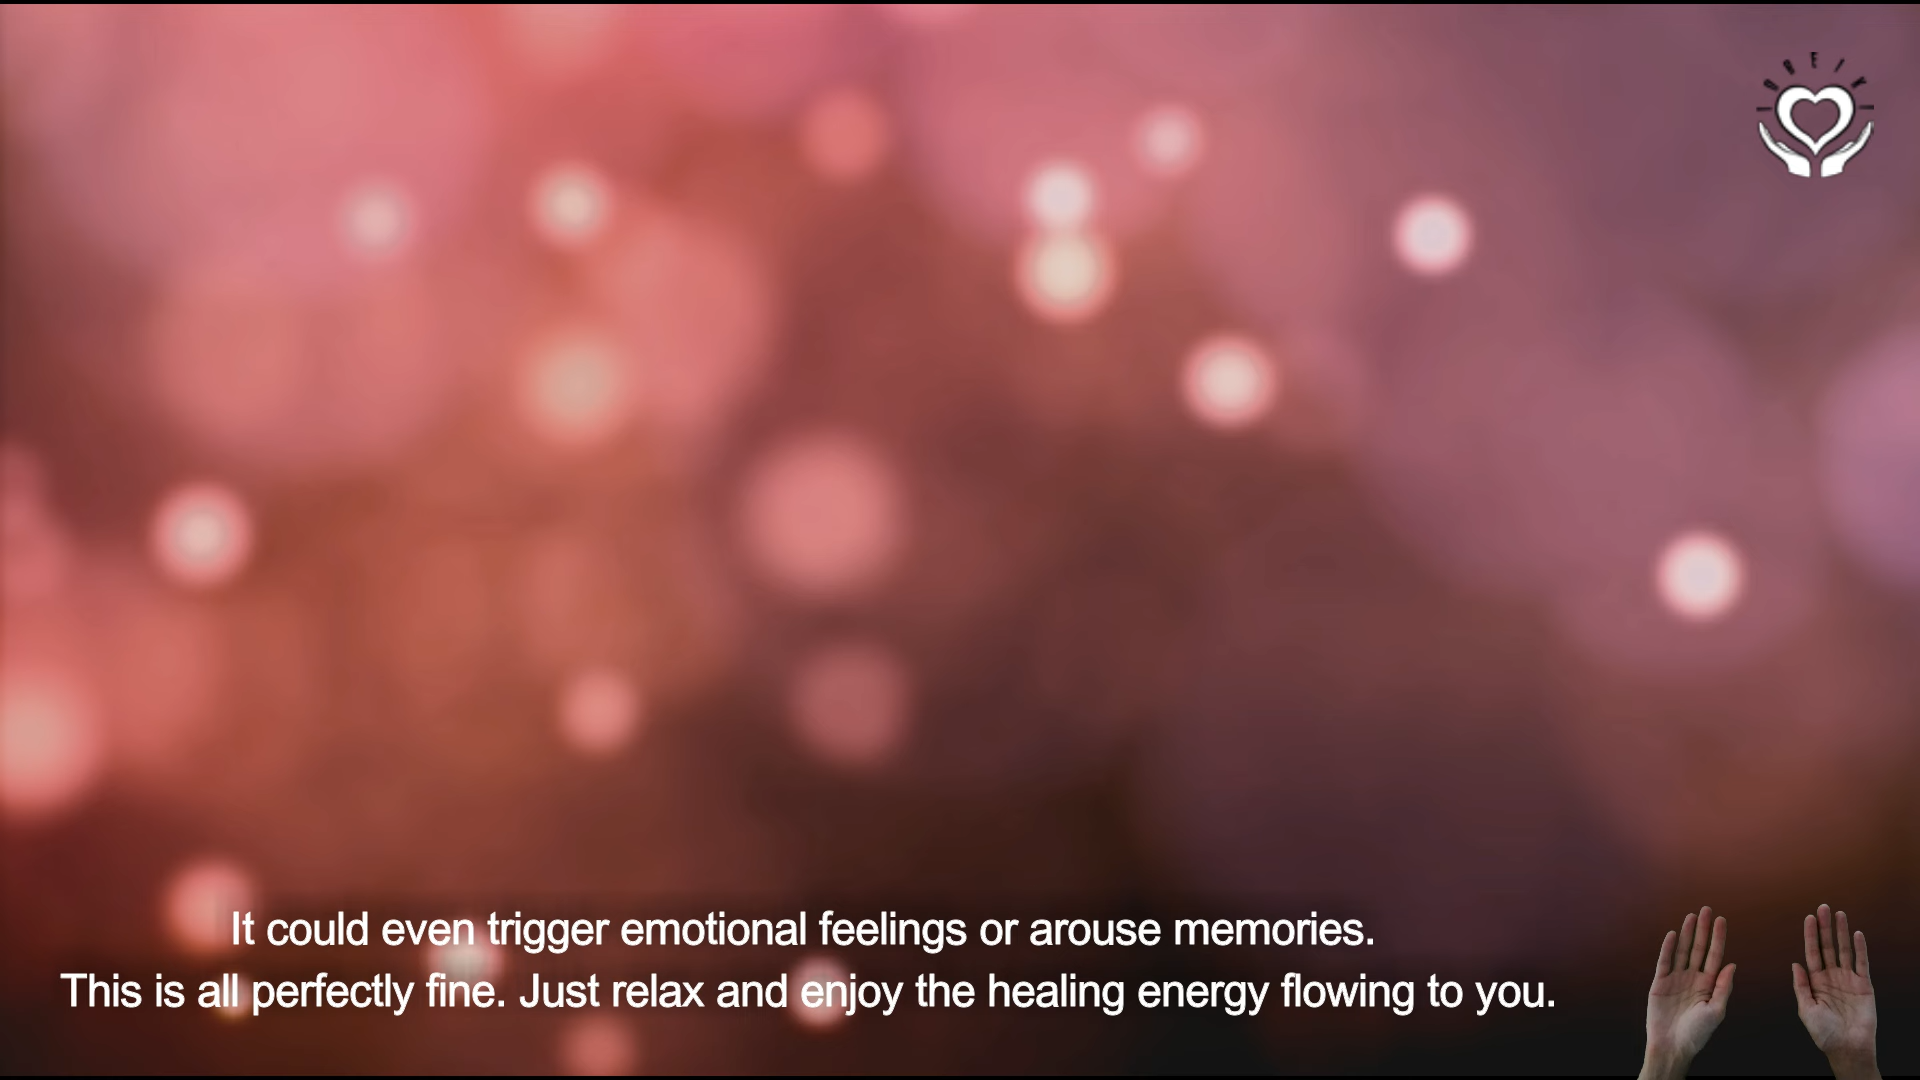 It could even trigger emotional feelings or arouse memories.
This is all perfectly fine. Just relax and enjoy the healing energy flowing to you.